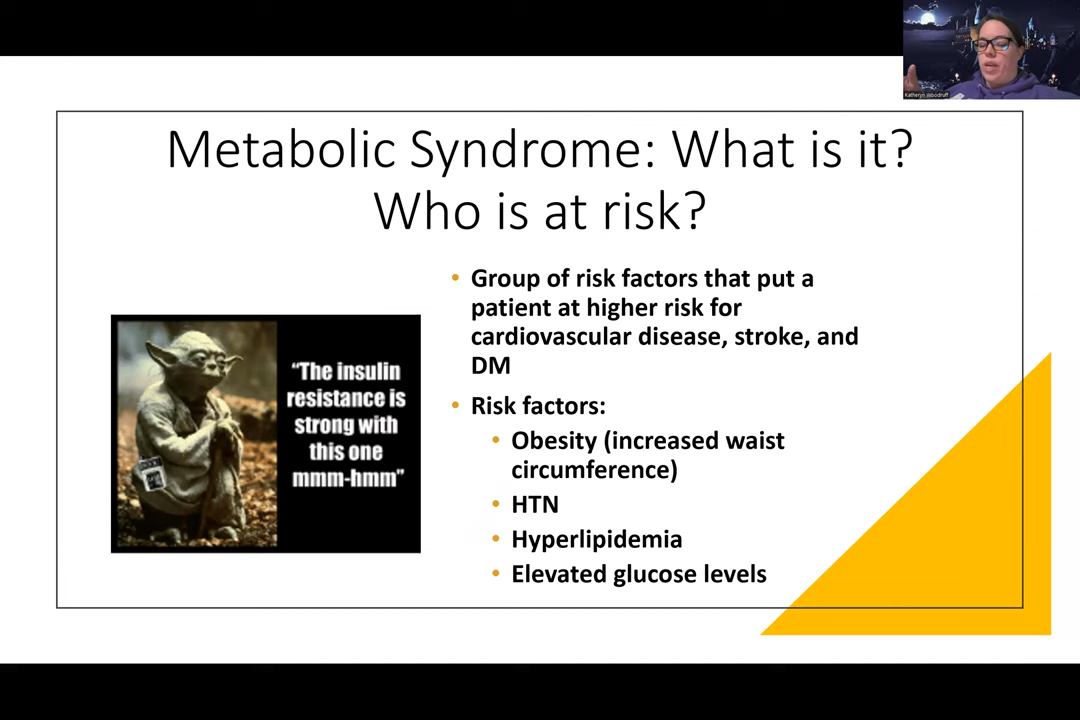 Katheryn Woodruff
Metabolic Syndrome: What is it?
Who is at risk?
"The insulin
resistance is
strong with
this one
mmm-hmm"
• Group of risk factors that put a
patient at higher risk for
cardiovascular disease, stroke, and
DM
• Risk factors:
• Obesity (increased waist
circumference)
• HTN
• Hyperlipidemia
• Elevated glucose levels